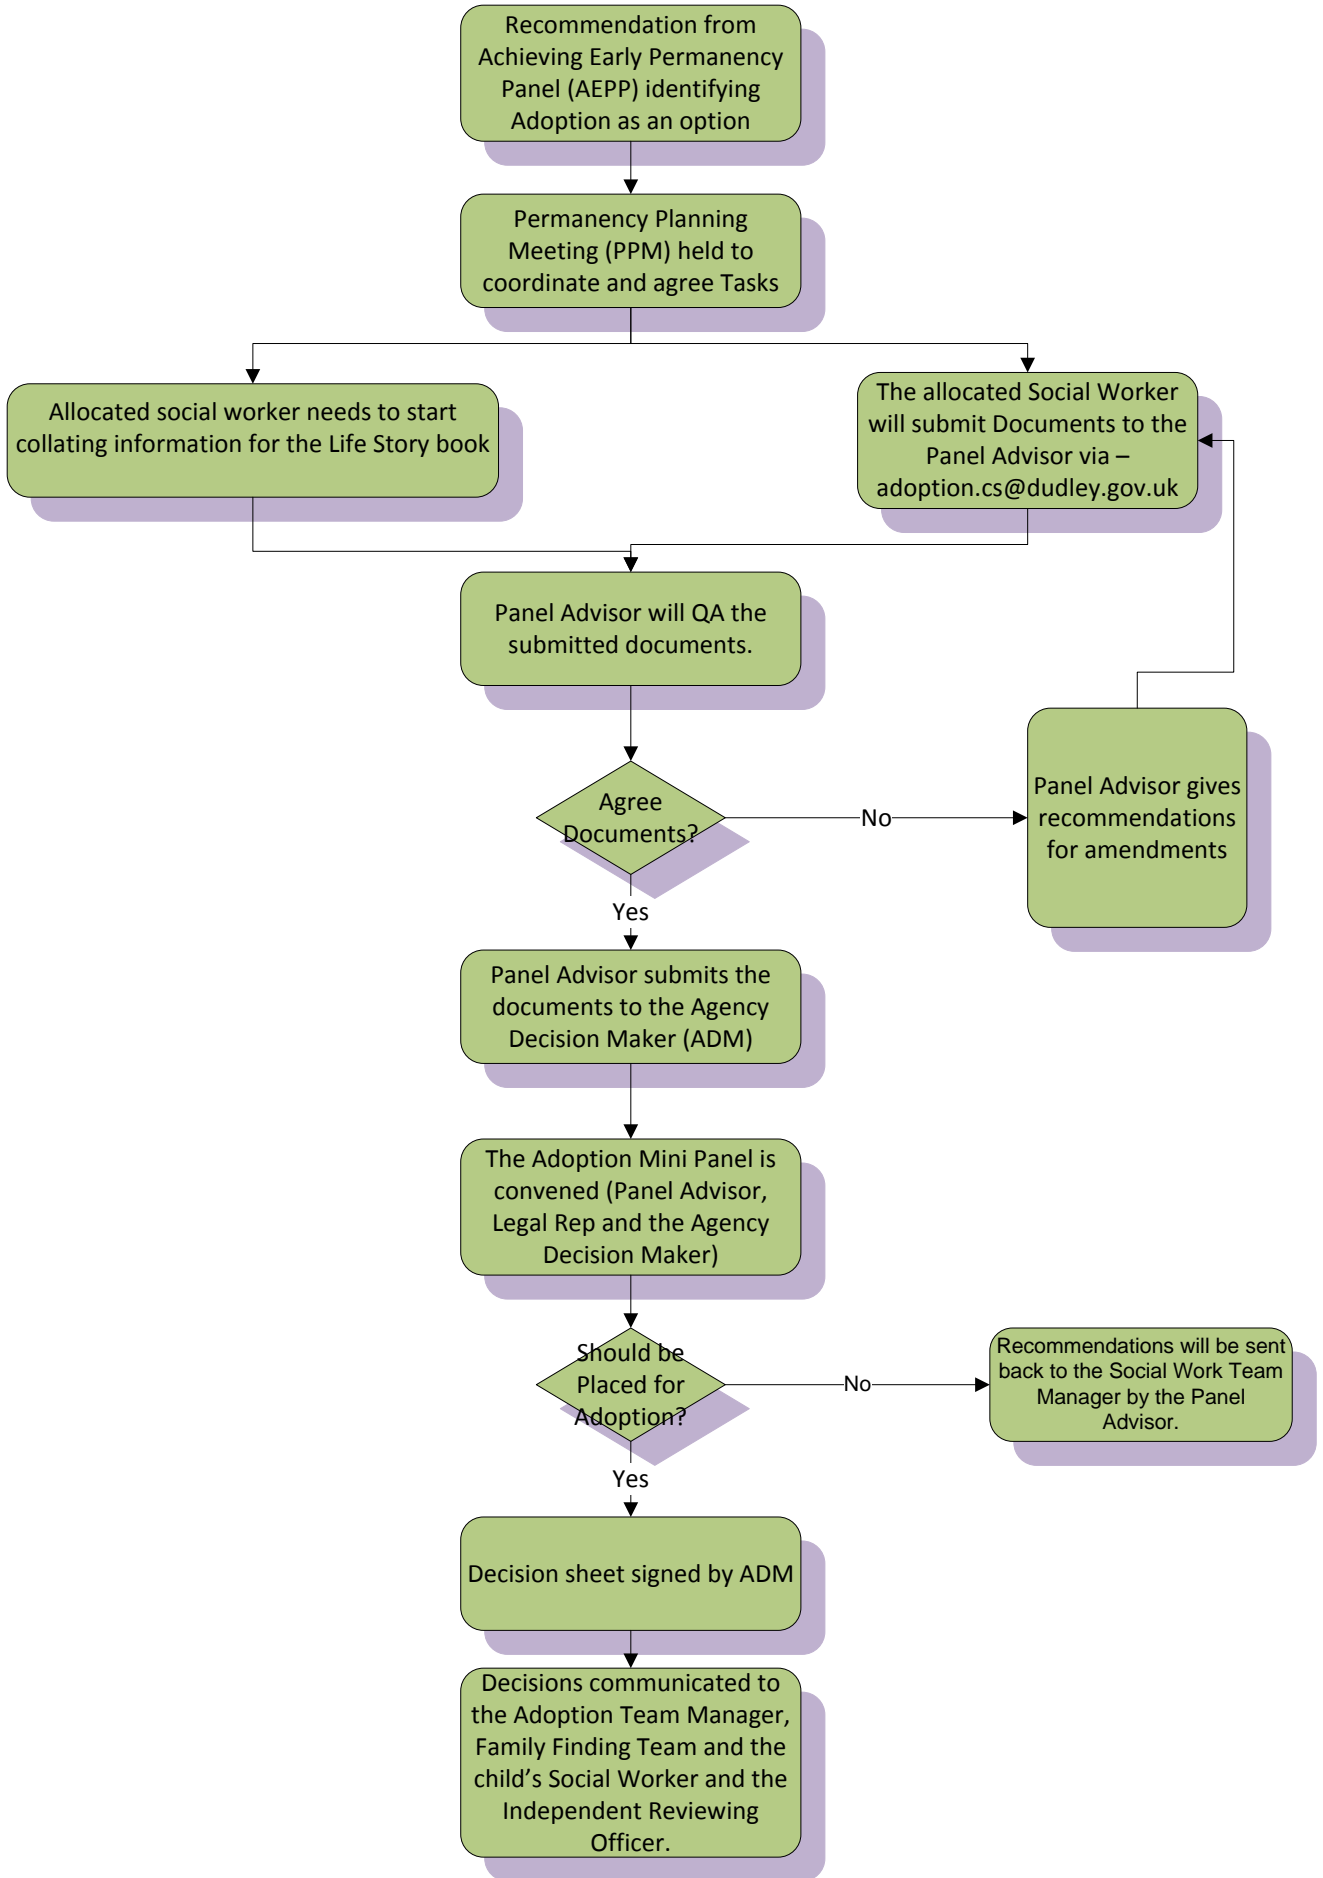 Recommendation from
Achieving Early Permanency
Panel (AEPP) identifying
Adoption as an option
Permanency Planning
Meeting (PPM) held to
coordinate and agree Tasks
Allocated social worker needs to start
collating information for the Life Story book
The allocated Social Worker
will submit Documents to the
Panel Advisor via –
adoption.cs@dudley.gov.uk
Panel Advisor will QA the
submitted documents.
Agree
Documents?
No
Panel Advisor gives
recommendations
for amendments
Yes
Panel Advisor submits the
documents to the Agency
Decision Maker (ADM)
The Adoption Mini Panel is
convened (Panel Advisor,
Legal Rep and the Agency
Decision Maker)
Should be
Placed for
Adoption?
No
Recommendations will be sent
back to the Social Work Team
Manager by the Panel
Advisor.
Yes
Decision sheet signed by ADM
Decisions communicated to
the Adoption Team Manager,
Family Finding Team and the
child’s Social Worker and the
Independent Reviewing
Officer.